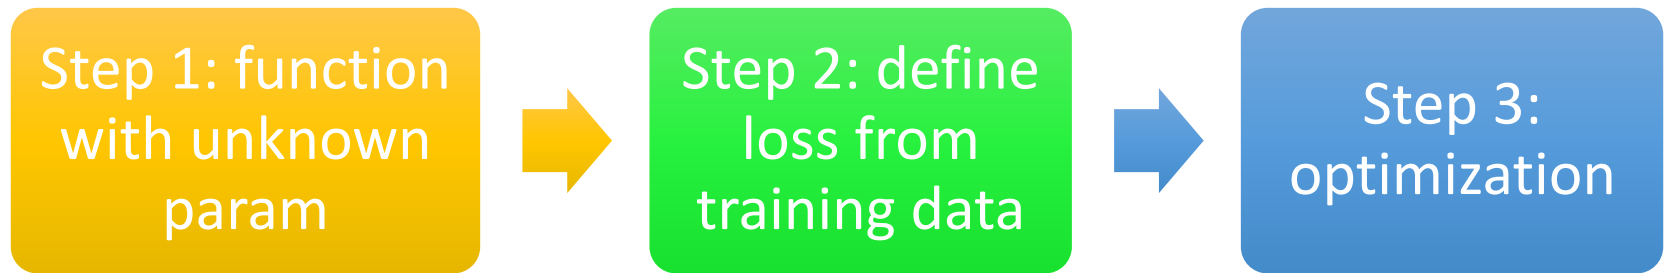 Step 1: function
with unknown
param
Step 2: define
loss from
training data
Step 3:
optimization